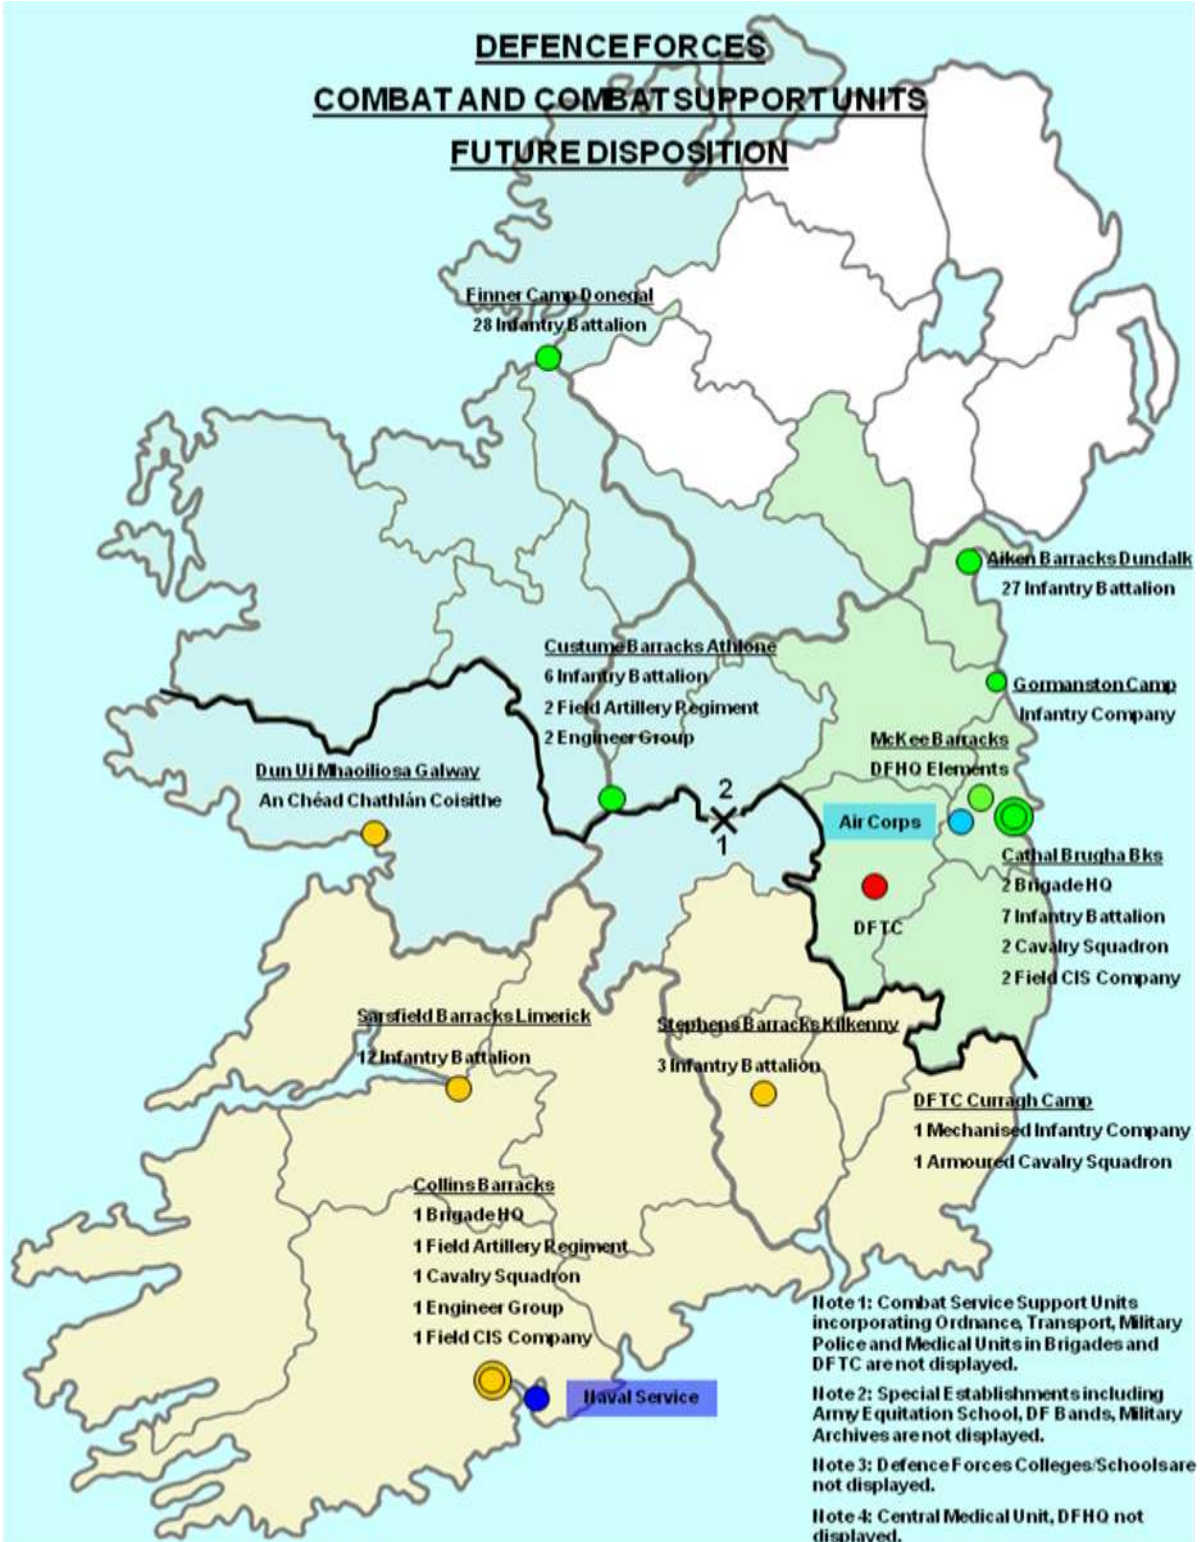 DEFENCE FORCES
COMBAT AND COMBAT SUPPORT UNITS
FUTURE DISPOSITION
Finner Camp Donegal
28 Infantry Battalion
Aiken Barracks Dundalk
27 Infantry Battalion
Custume Barracks Athlone
6 Infantry Battalion
2 Field Artillery Regiment
2 Engineer Group
Gormanston Camp
Infantry Company
McKee Barracks
DFHQ Elements
Dun Ui Mhaoiliosa Galway
An Chéad Chathlán Coisithe
2
1
Air Corps
Cathal Brugha Bks
2 Brigade HQ
7 Infantry Battalion
2 Cavalry Squadron
2 Field CIS Company
DFTC
Sarsfield Barracks Limerick
12 Infantry Battalion
Stephens Barracks Kilkenny
3 Infantry Battalion
DFTC Curragh Camp
1 Mechanised Infantry Company
1 Armoured Cavalry Squadron
Collins Barracks
1 Brigade HQ
1 Field Artillery Regiment
1 Cavalry Squadron
1 Engineer Group
1 Field CIS Company
Naval Service
Note 1: Combat Service Support Units
incorporating Ordnance, Transport, Military
Police and Medical Units in Brigades and
DFTC are not displayed.
Note 2: Special Establishments including
Army Equitation School, DF Bands, Military
Archives are not displayed.
Note 3: Defence Forces Colleges/Schools are
not displayed.
Note 4: Central Medical Unit, DFHQ not
displayed.